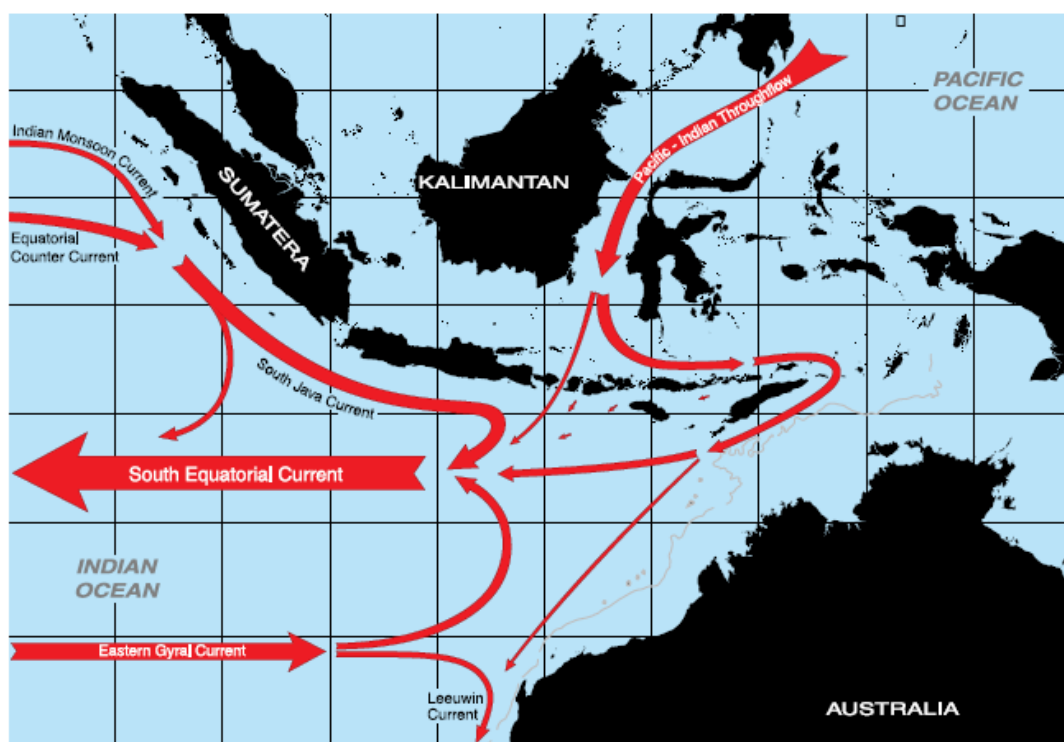 PACIFIC
OCEAN
Pacific - Indian Throughflow
Indian Monsoon
Current
SUMATERA
KALIMANTAN
Equatorial
Counter Current
South Java Current
South Equatorial Current
INDIAN
OCEAN
Eastern Gyral Current
Leeuwin
Current
AUSTRALIA